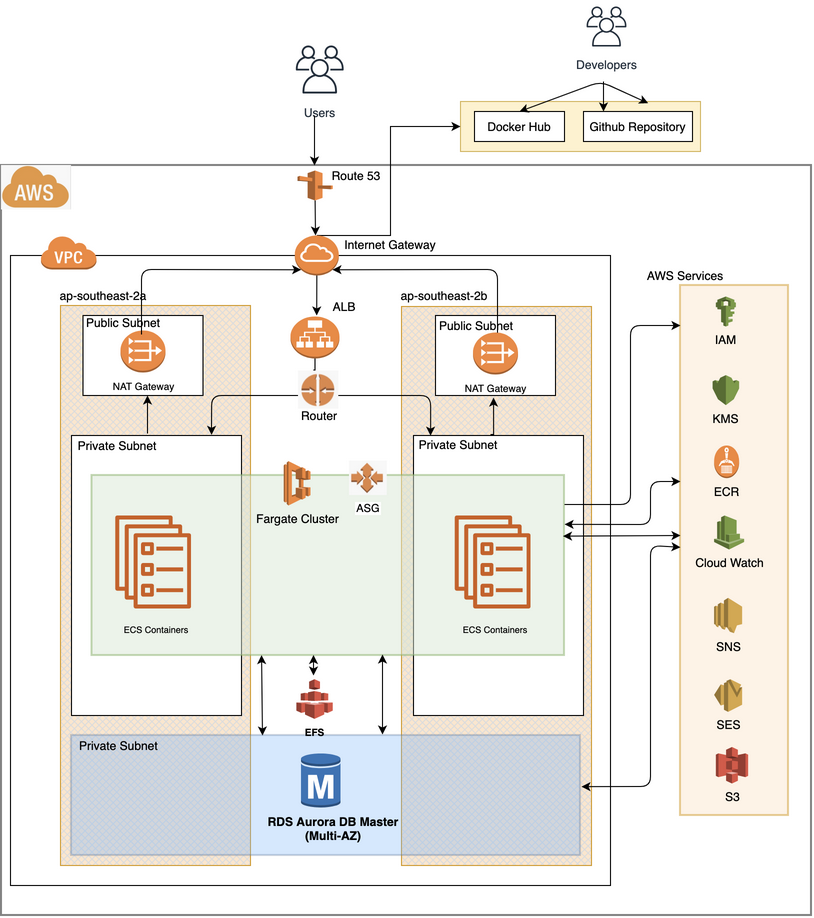 Developers
Users
Docker Hub
Github Repository
AWS
Route 53
Internet Gateway
VPC
AWS Services
ap-southeast-2a
ap-southeast-2b
ALB
Public Subnet
Public Subnet
IAM
NAT Gateway
NAT Gateway
Router
KMS
Private Subnet
Private Subnet
ECR
Fargate Cluster
ASG
Cloud Watch
ECS Containers
ECS Containers
SNS
EFS
SES
Private Subnet
M
S3
RDS Aurora DB Master
(Multi-AZ)